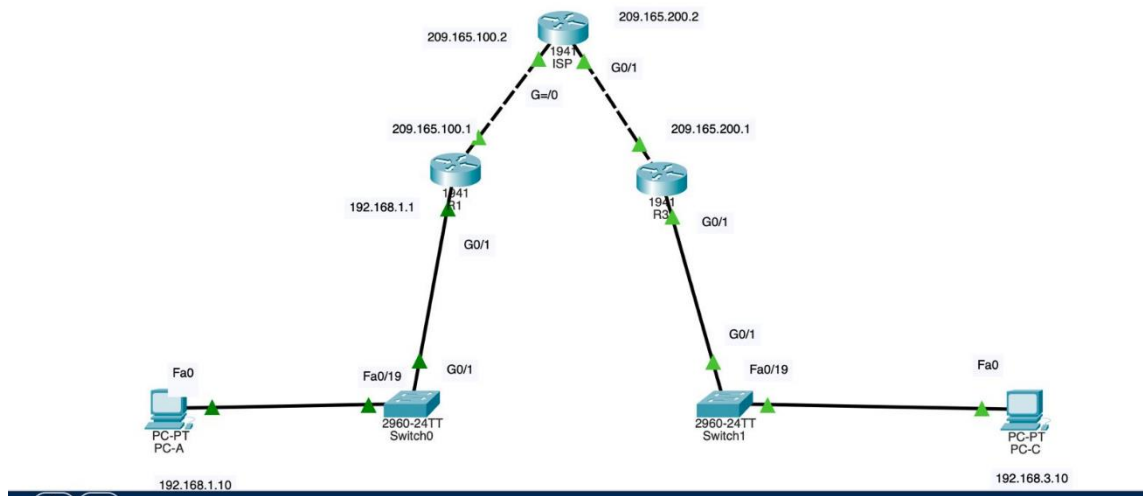 209.165.200.2
209.165.100.2
1941
ISP
G0/1
G=/0
209.165.100.1
209.165.200.1
1941
R1
1941
R3
192.168.1.1
G0/1
G0/1
G0/1
G0/1
Fa0
Fa0/19
Fa0/19
Fa0
PC-PT
PC-A
2960-24TT
Switch0
2960-24TT
Switch1
PC-PT
PC-C
192.168.1.10
192.168.3.10